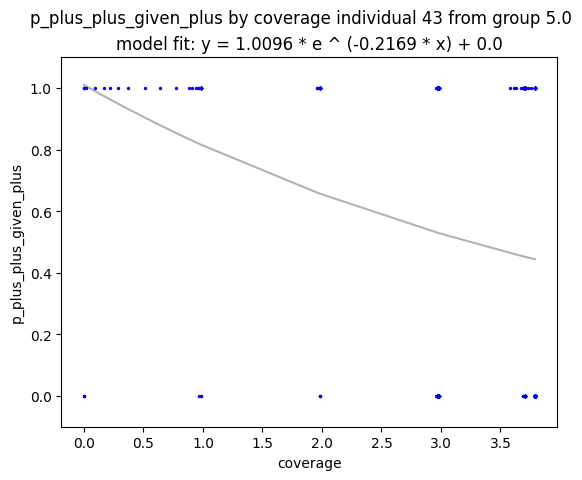 p_plus_plus_given_plus by coverage individual 43 from group 5.0
model fit: y = 1.0096 * e ^ (-0.2169 * x) + 0.0
p_plus_plus_given_plus
1.0
0.8
0.6
0.4
0.2
0.0
0.0 0.5 1.0 1.5 2.0 2.5 3.0 3.5
coverage